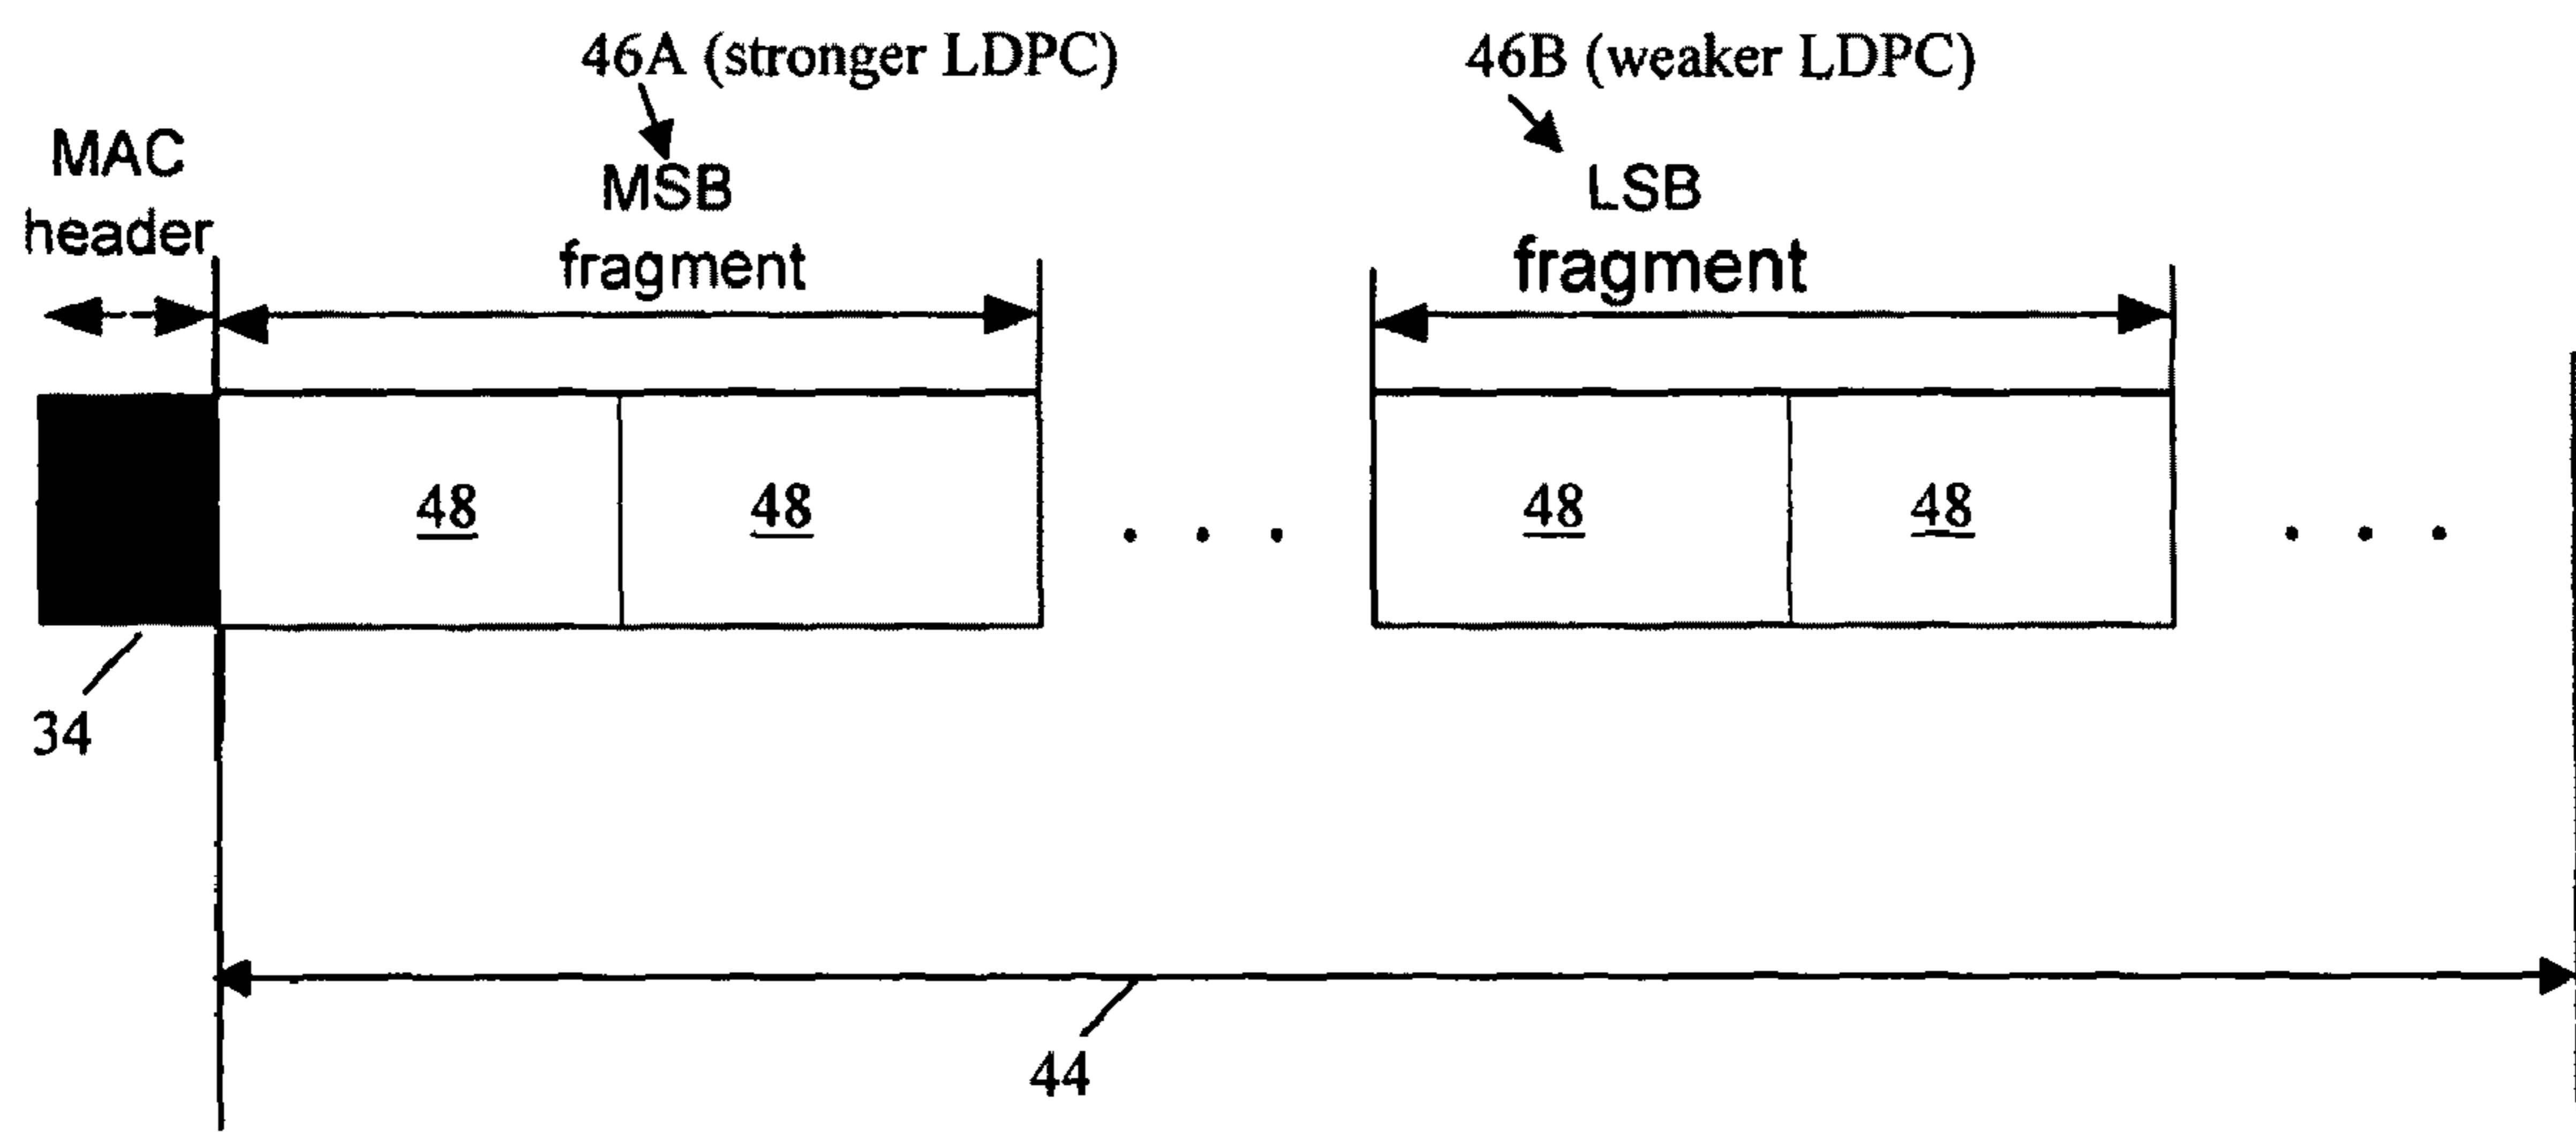 46A (stronger LDPC)
46B (weaker LDPC)
MAC
header
MSB
fragment
LSB
fragment
48
48
. . .
48
48
. . .
34
44